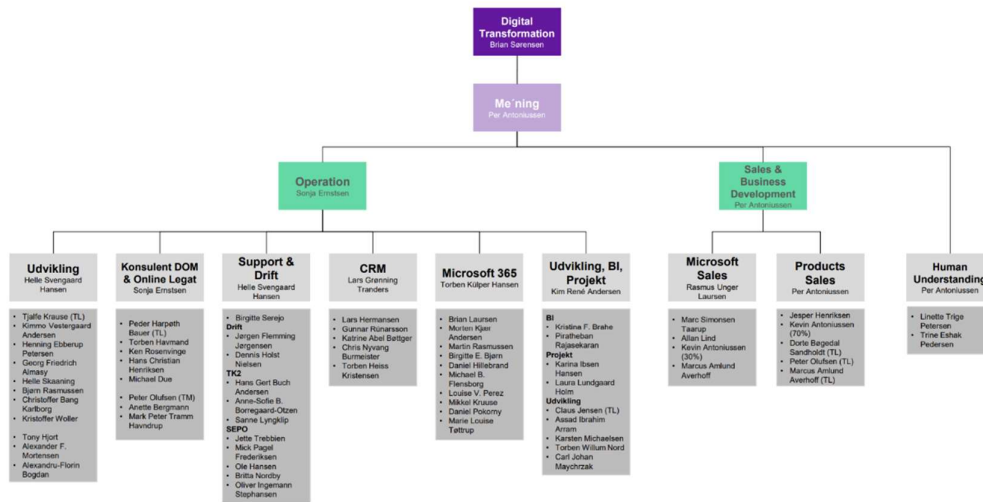 Digital
Transformation
Brian Sørensen
Me´ning
Per Antoniussen
Operation
Sonja Ernstsen
Sales &
Business
Development
Per Antoniussen
Udvikling
Helle Svengaard
Hansen
• Tjalfe Krause (TL)
• Kimmo Vestergaard
Andersen
• Henning Ebberup
Petersen
• Georg Friedrich
Almasy
• Helle Skaaning
• Bjørn Rasmussen
• Christoffer Bang
Karlborg
• Kristoffer Woller
• Tony Hjort
• Alexander F.
Mortensen
• Alexandru-Florin
Bogdan
Konsulent DOM
& Online Legat
Sonja Ernstsen
• Peder Harpøth
Bauer (TL)
• Torben Havmand
• Ken Rosenvinge
• Hans Christian
Henriksen
• Michael Due
• Peter Olufsen (TM)
• Anette Bergmann
• Mark Peter Tramm
Havndrup
Support &
Drift
Helle Svengaard
Hansen
• Birgitte Serejo
Drift
• Jørgen Flemming
Jørgensen
• Dennis Holst
Nielsen
TK2
• Hans Gert Buch
Andersen
• Anne-Sofie B.
Borregaard-Otzen
• Sanne Lyngklip
SEPO
• Jette Trebbien
• Mick Pagel
Frederiksen
• Ole Hansen
• Britta Nordby
• Oliver Ingemann
Stephansen
CRM
Lars Grønning
Tranders
• Lars Hermansen
• Gunnar Rúnarsson
• Katrine Abel Bøttger
• Chris Nyvang
Burmeister
• Torben Heiss
Kristensen
Microsoft 365
Torben Külper Hansen
• Brian Laursen
• Morten Kjær
Andersen
• Martin Rasmussen
• Birgitte E. Bjørn
• Daniel Hillebrand
• Michael B.
Flensborg
• Louise V. Perez
• Mikkel Kruuse
• Daniel Pokorny
• Marie Louise
Tøttrup
Udvikling, BI,
Projekt
Kim René Andersen
BI
• Kristina F. Brahe
• Piratheban
Rajasekaran
Projekt
• Karina Ibsen
Hansen
• Laura Lundgaard
Holm
Udvikling
• Claus Jensen (TL)
• Assad Ibrahim
Arram
• Karsten Michaelsen
• Torben Willum Nord
• Carl Johan
Maychrzak
Microsoft
Sales
Rasmus Unger
Laursen
• Marc Simonsen
Taarup
• Allan Lind
• Kevin Antoniussen
(30%)
• Marcus Amlund
Averhoff
Products
Sales
Per Antoniussen
• Jesper Henriksen
• Kevin Antoniussen
(70%)
• Dorte Bøgedal
Sandholdt (TL)
• Peter Olufsen (TL)
• Marcus Amlund
Averhoff (TL)
Human
Understanding
Per Antoniussen
• Linette Trige
Petersen
• Trine Eshak
Pedersen